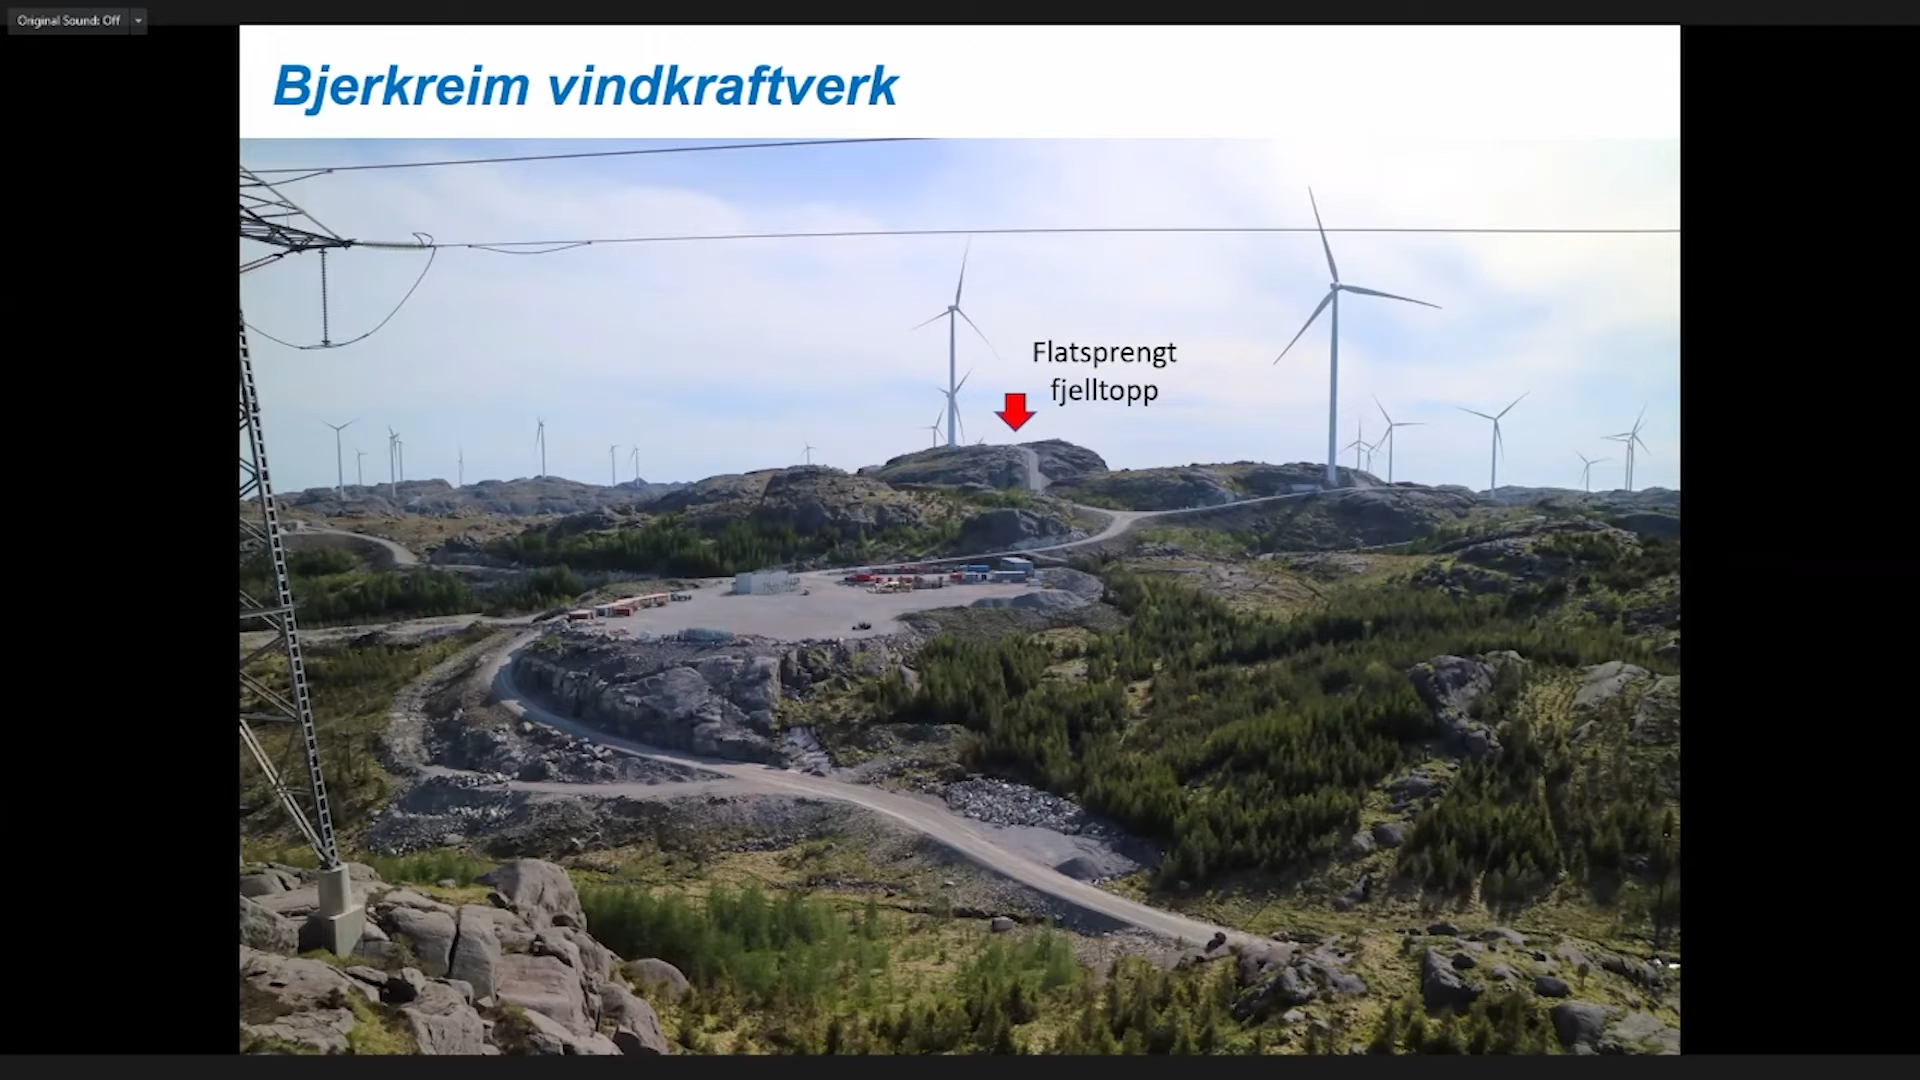 Original Sound: Off
Bjerkreim vindkraftverk
Flatsprengt
fjelltopp